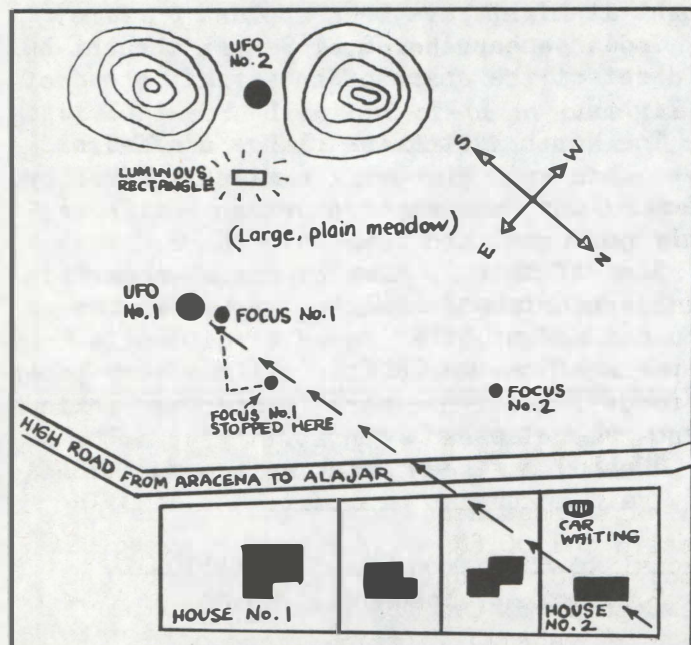 UFO
No. 2
LUMINOUS
RECTANGLE
S
W
E
N
(Large, plain meadow)
UFO
No. 1
FOCUS No. 1
FOCUS No. 1
STOPPED HERE
FOCUS
No. 2
HIGH ROAD FROM ARACENA TO ALAJAR
CAR
WAITING
HOUSE No. 1
HOUSE
No. 2